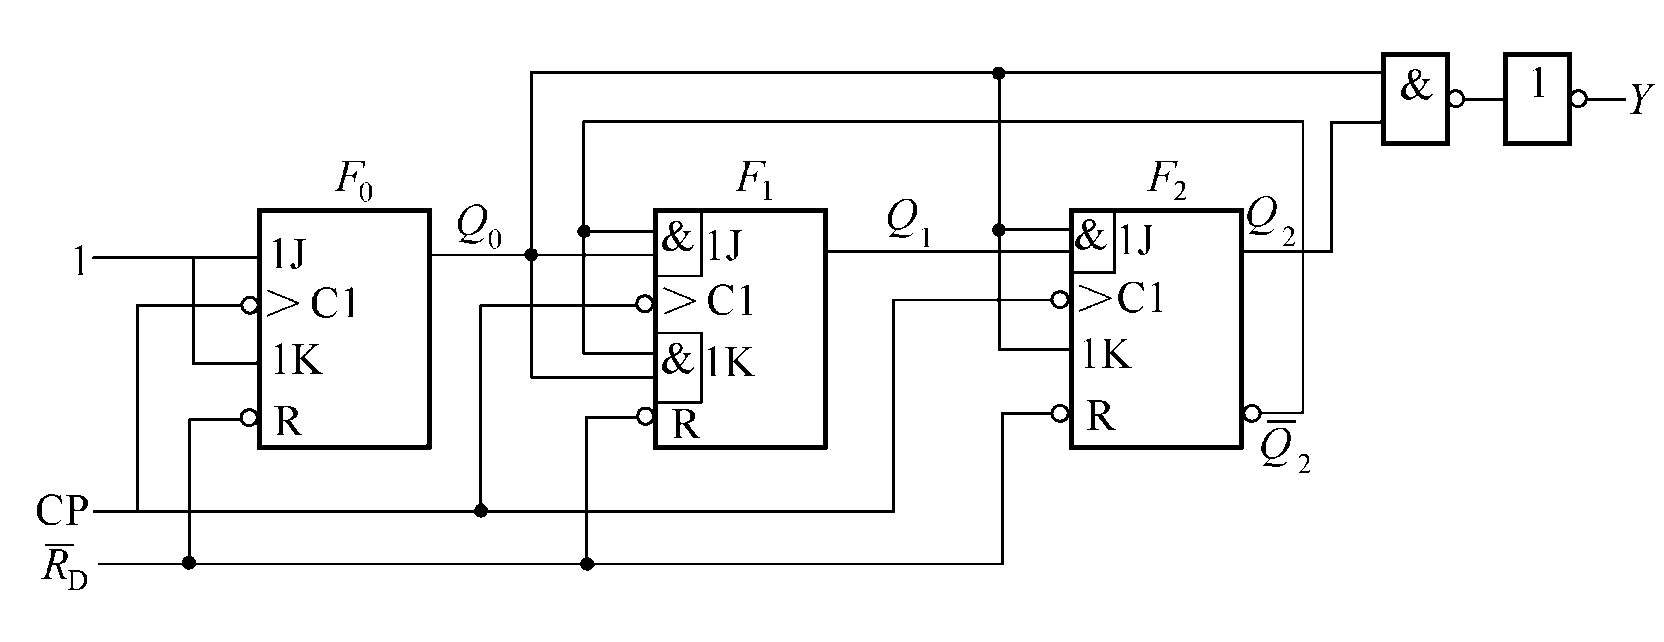 & 1 Y
F₀ F₁ F₂
Q₀ Q₁ Q₂
1 1J & 1J & 1J
> C1 > C1 > C1
1K & 1K 1K
R R R
Q̅₂
CP
R̅_D